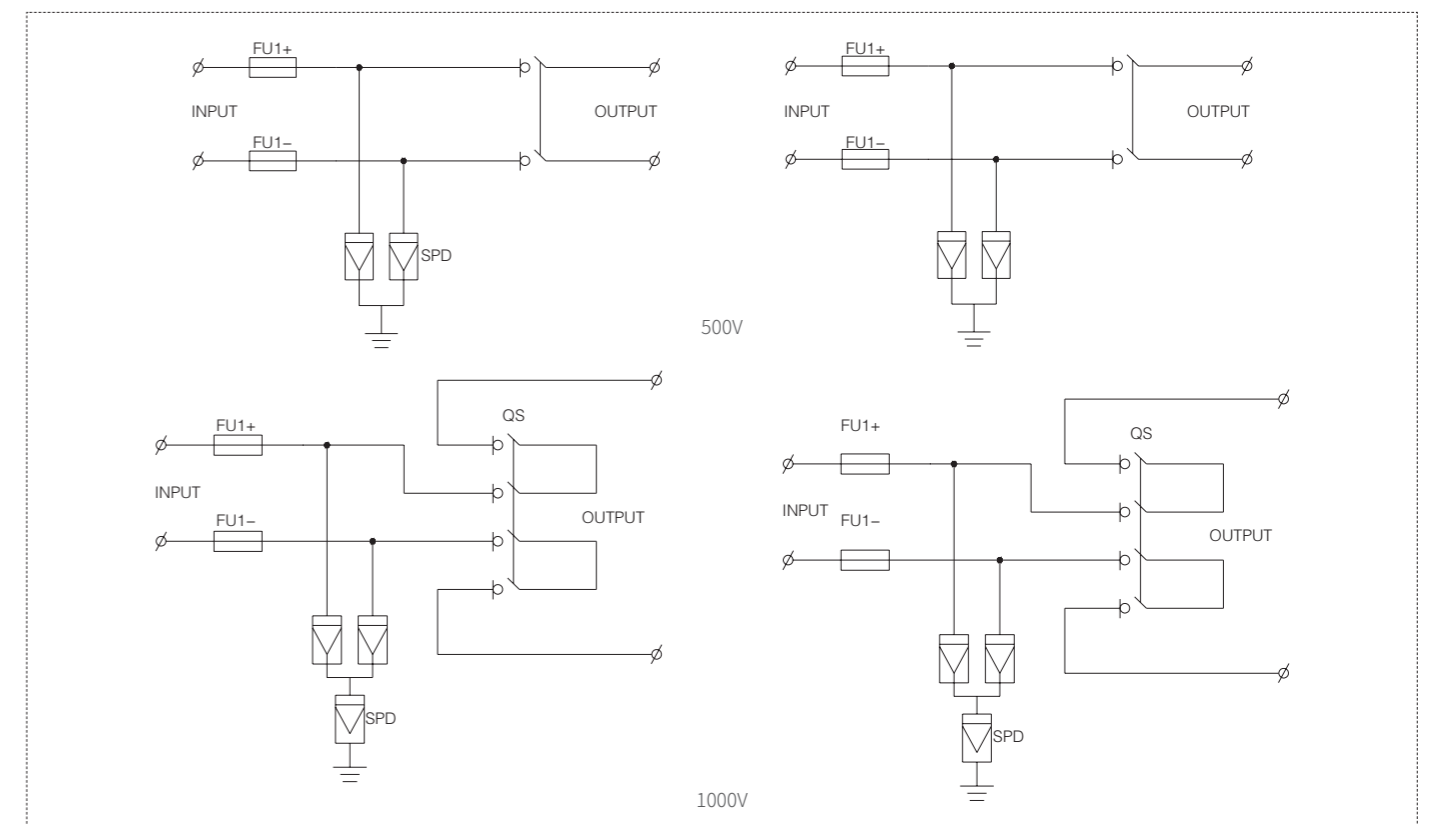 FU1+
INPUT
OUTPUT
FU1–
SPD
FU1+
INPUT
OUTPUT
FU1–
500V
QS
FU1+
INPUT
OUTPUT
FU1–
SPD
QS
FU1+
INPUT
FU1–
OUTPUT
SPD
1000V